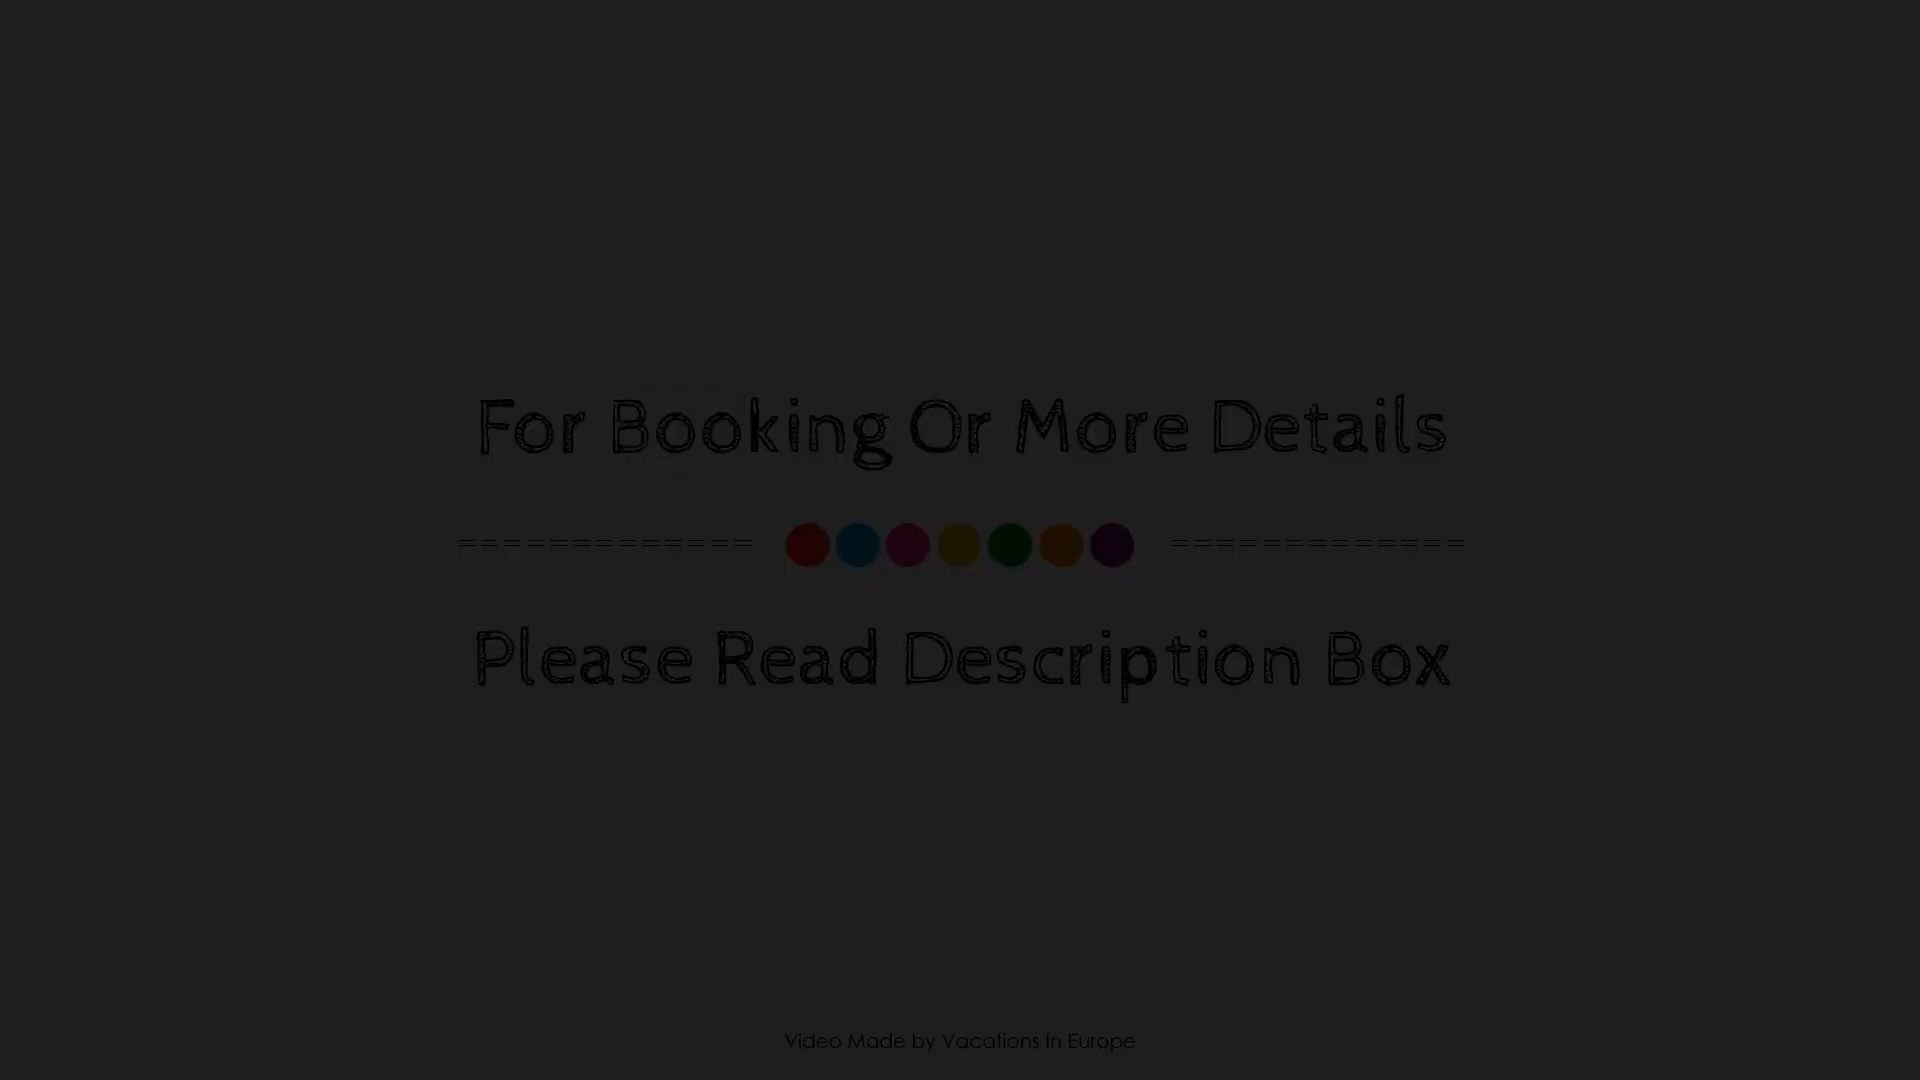 For Booking Or More Details
============= =============
Please Read Description Box
Video Made by Vacations In Europe